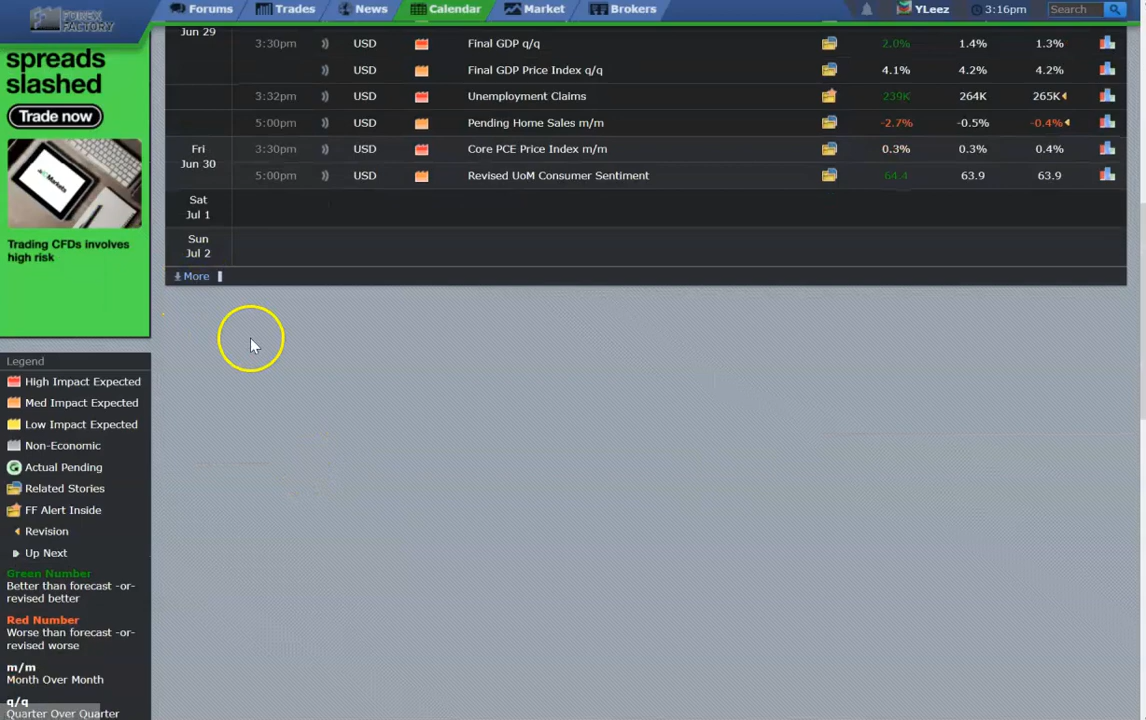 FOREX
FACTORY
Forums
Trades
News
Calendar
Market
Brokers
YLeez
3:16pm
Search
spreads
slashed
Trade now
Markets
Trading CFDs involves
high risk
Jun 29
3:30pm USD Final GDP q/q 2.0% 1.4% 1.3%
USD Final GDP Price Index q/q 4.1% 4.2% 4.2%
3:32pm USD Unemployment Claims 239K 264K 265K
5:00pm USD Pending Home Sales m/m -2.7% -0.5% -0.4%
Fri
Jun 30
3:30pm USD Core PCE Price Index m/m 0.3% 0.3% 0.4%
5:00pm USD Revised UoM Consumer Sentiment 64.4 63.9 63.9
Sat
Jul 1
Sun
Jul 2
More
Legend
High Impact Expected
Med Impact Expected
Low Impact Expected
Non-Economic
Actual Pending
Related Stories
FF Alert Inside
Revision
Up Next
Green Number
Better than forecast -or-
revised better
Red Number
Worse than forecast -or-
revised worse
m/m
Month Over Month
q/q
Quarter Over Quarter